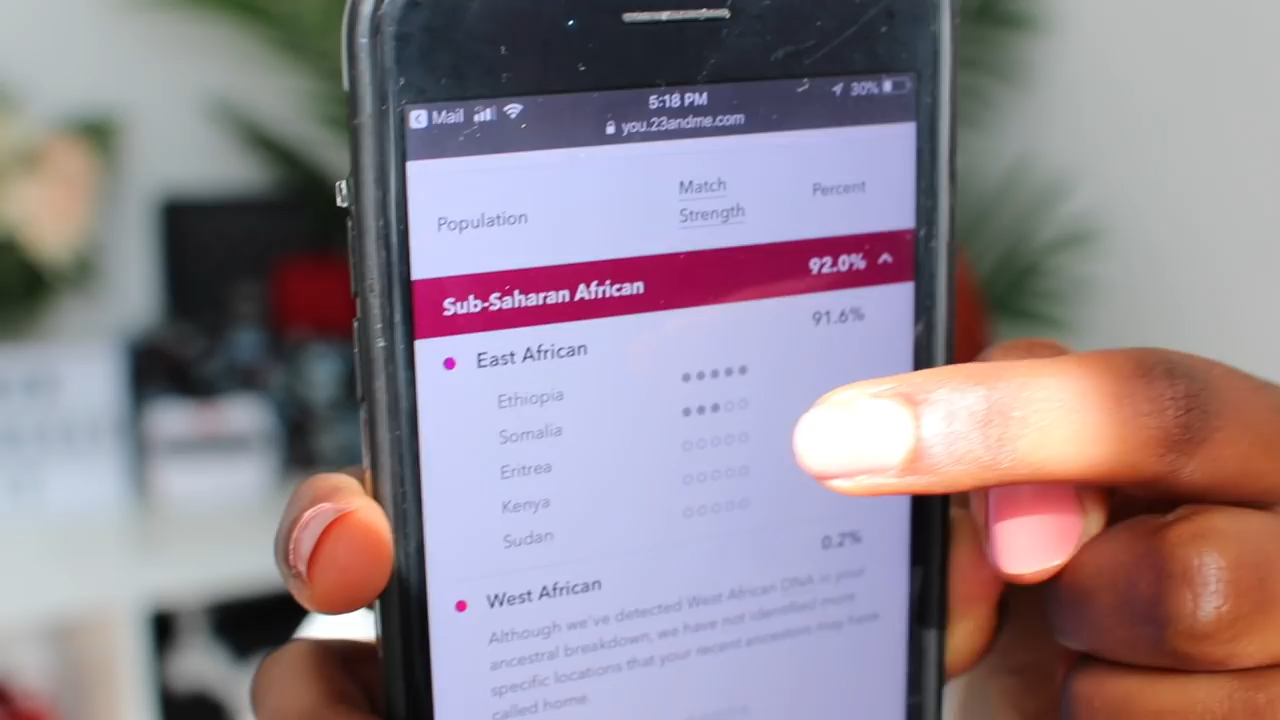 Mail 5:18 PM 30%
you.23andme.com
Population Match Strength Percent
Sub-Saharan African 92.0%
East African 91.6%
Ethiopia
Somalia
Eritrea
Kenya
Sudan
West African 0.2%
Although we've detected West African DNA in your
ancestral breakdown, we have not identified more
specific locations that your recent ancestors may have
called home.